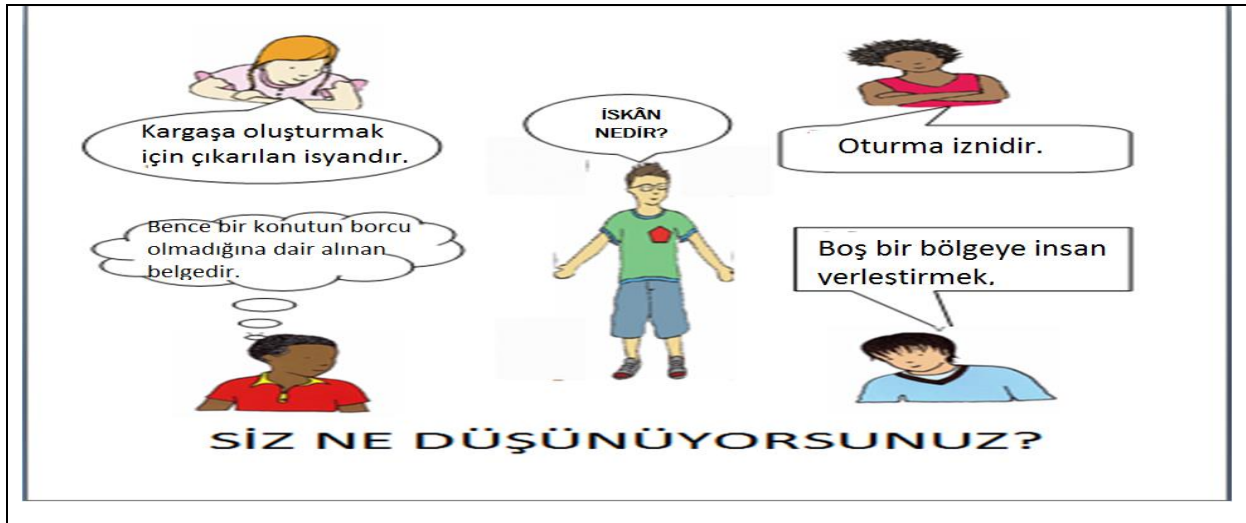 Kargaşa oluşturmak
için çıkarılan isyandır.
İSKÂN
NEDİR?
Oturma iznidir.
Bence bir konutun borcu
olmadığına dair alınan
belgedir.
Boş bir bölgeye insan
yerleştirmek.
SİZ NE DÜŞÜNÜYORSUNUZ?